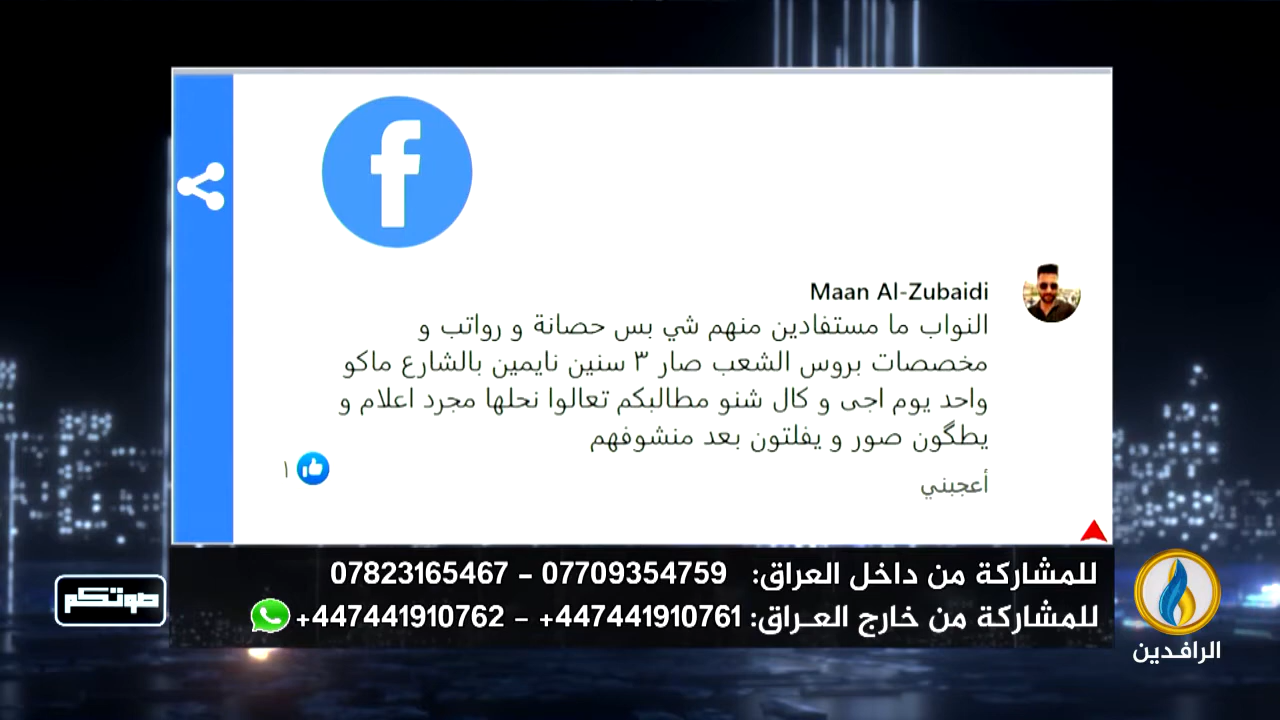 Maan Al-Zubaidi
النواب ما مستفادين منهم شي بس حصانة و رواتب و
مخصصات بروس الشعب صار ٣ سنين نايمين بالشارع ماكو
واحد يوم اجى و كال شنو مطالبكم تعالوا نحلها مجرد اعلام و
يطگون صور و يفلتون بعد منشوفهم
١
أعجبني
للمشاركة من داخل العراق: 07709354759 - 07823165467
للمشاركة من خارج العـراق: 447441910761+ - 447441910762+
صوتكم
الرافدين